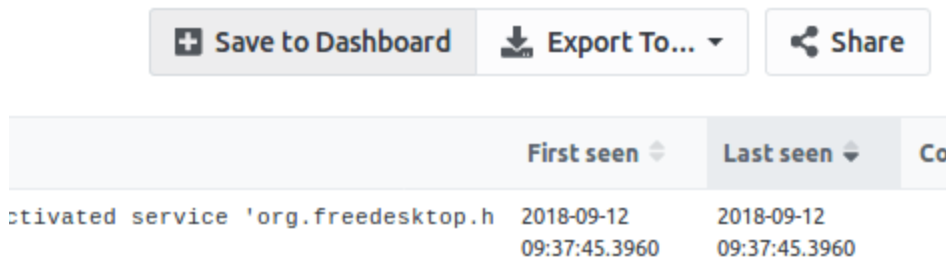 Save to Dashboard Export To... Share
First seen Last seen Co
ctivated service 'org.freedesktop.h 2018-09-12 2018-09-12
09:37:45.3960 09:37:45.3960